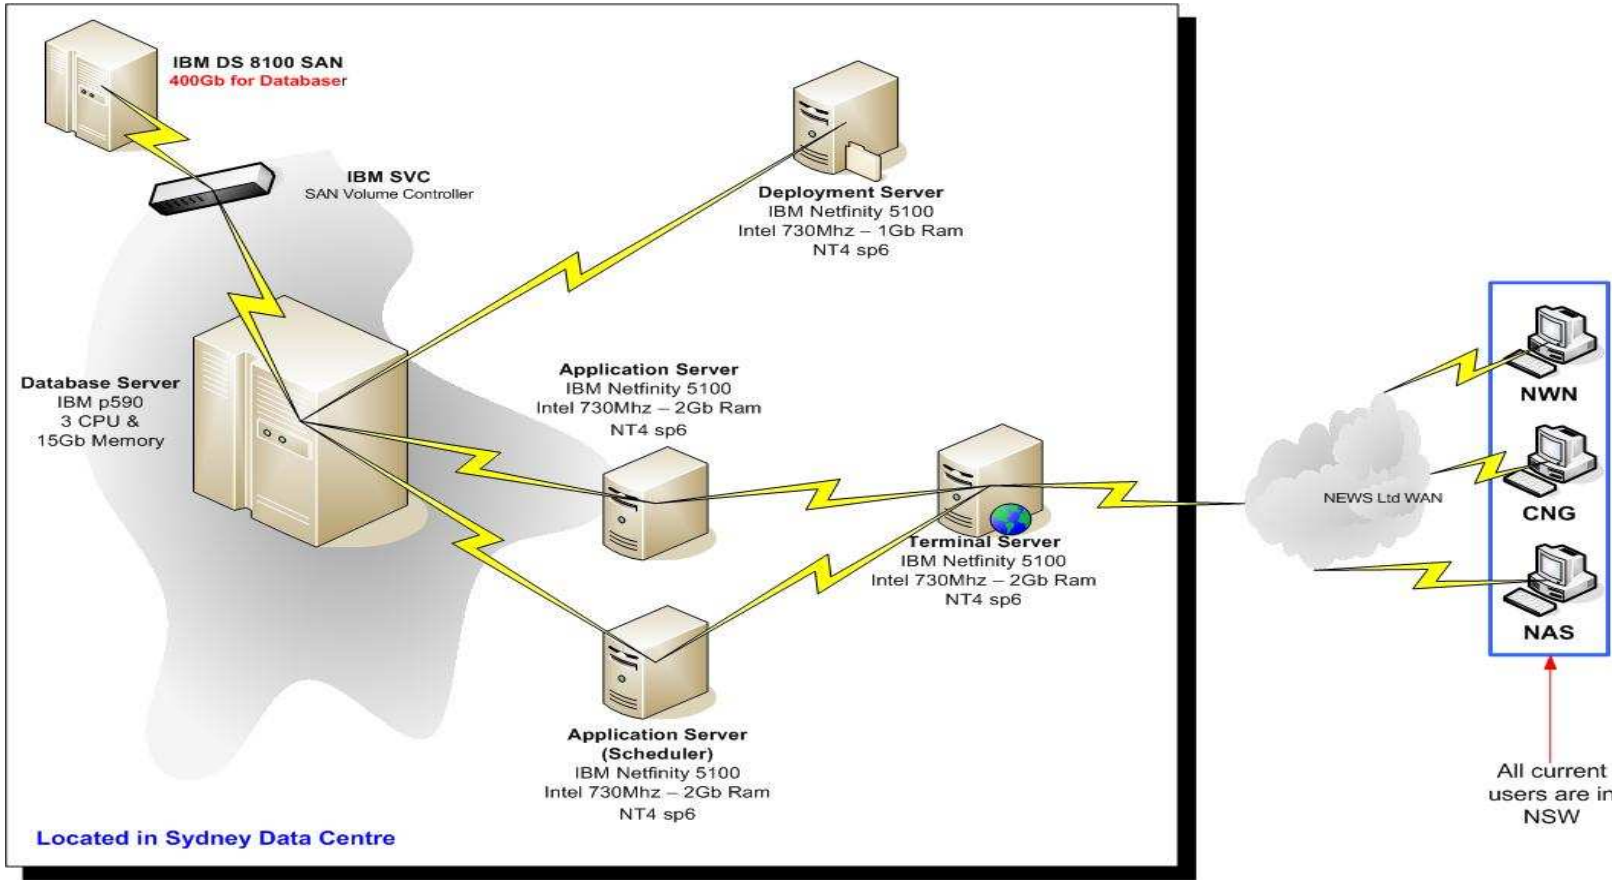 IBM DS 8100 SAN
400Gb for Databaser
IBM SVC
SAN Volume Controller
Deployment Server
IBM Netfinity 5100
Intel 730Mhz – 1Gb Ram
NT4 sp6
Database Server
IBM p590
3 CPU &
15Gb Memory
Application Server
IBM Netfinity 5100
Intel 730Mhz – 2Gb Ram
NT4 sp6
Terminal Server
IBM Netfinity 5100
Intel 730Mhz – 2Gb Ram
NT4 sp6
Application Server
(Scheduler)
IBM Netfinity 5100
Intel 730Mhz – 2Gb Ram
NT4 sp6
Located in Sydney Data Centre
NEWS Ltd WAN
NWN
CNG
NAS
All current
users are in
NSW